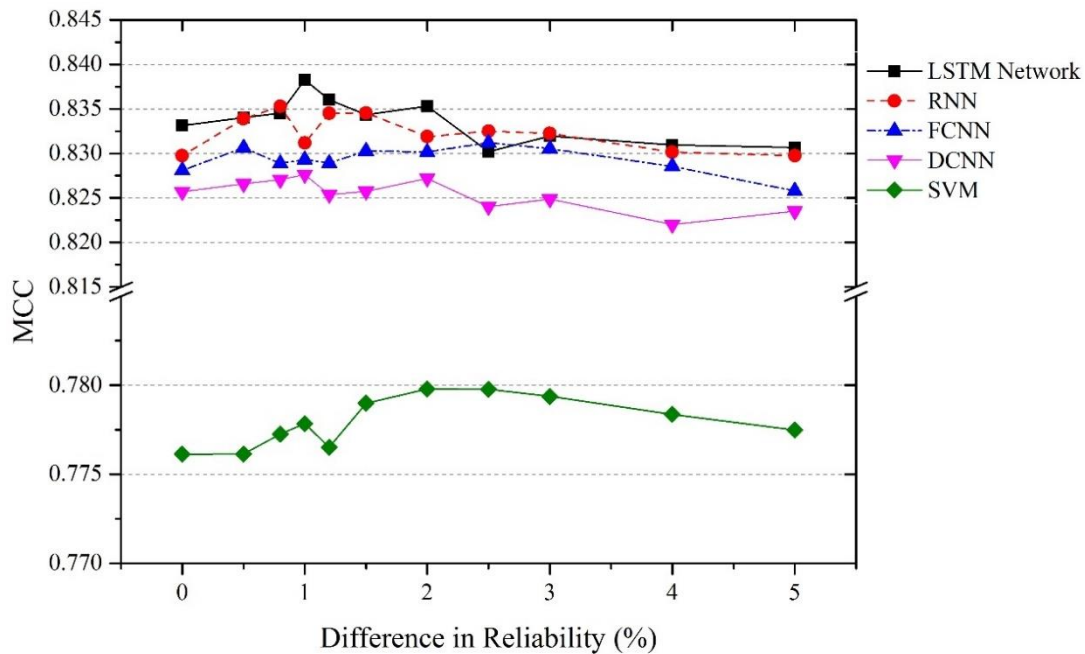 0.845
0.840
0.835
0.830
0.825
0.820
0.815
0.780
0.775
0.770
MCC
0 1 2 3 4 5
Difference in Reliability (%)
LSTM Network
RNN
FCNN
DCNN
SVM